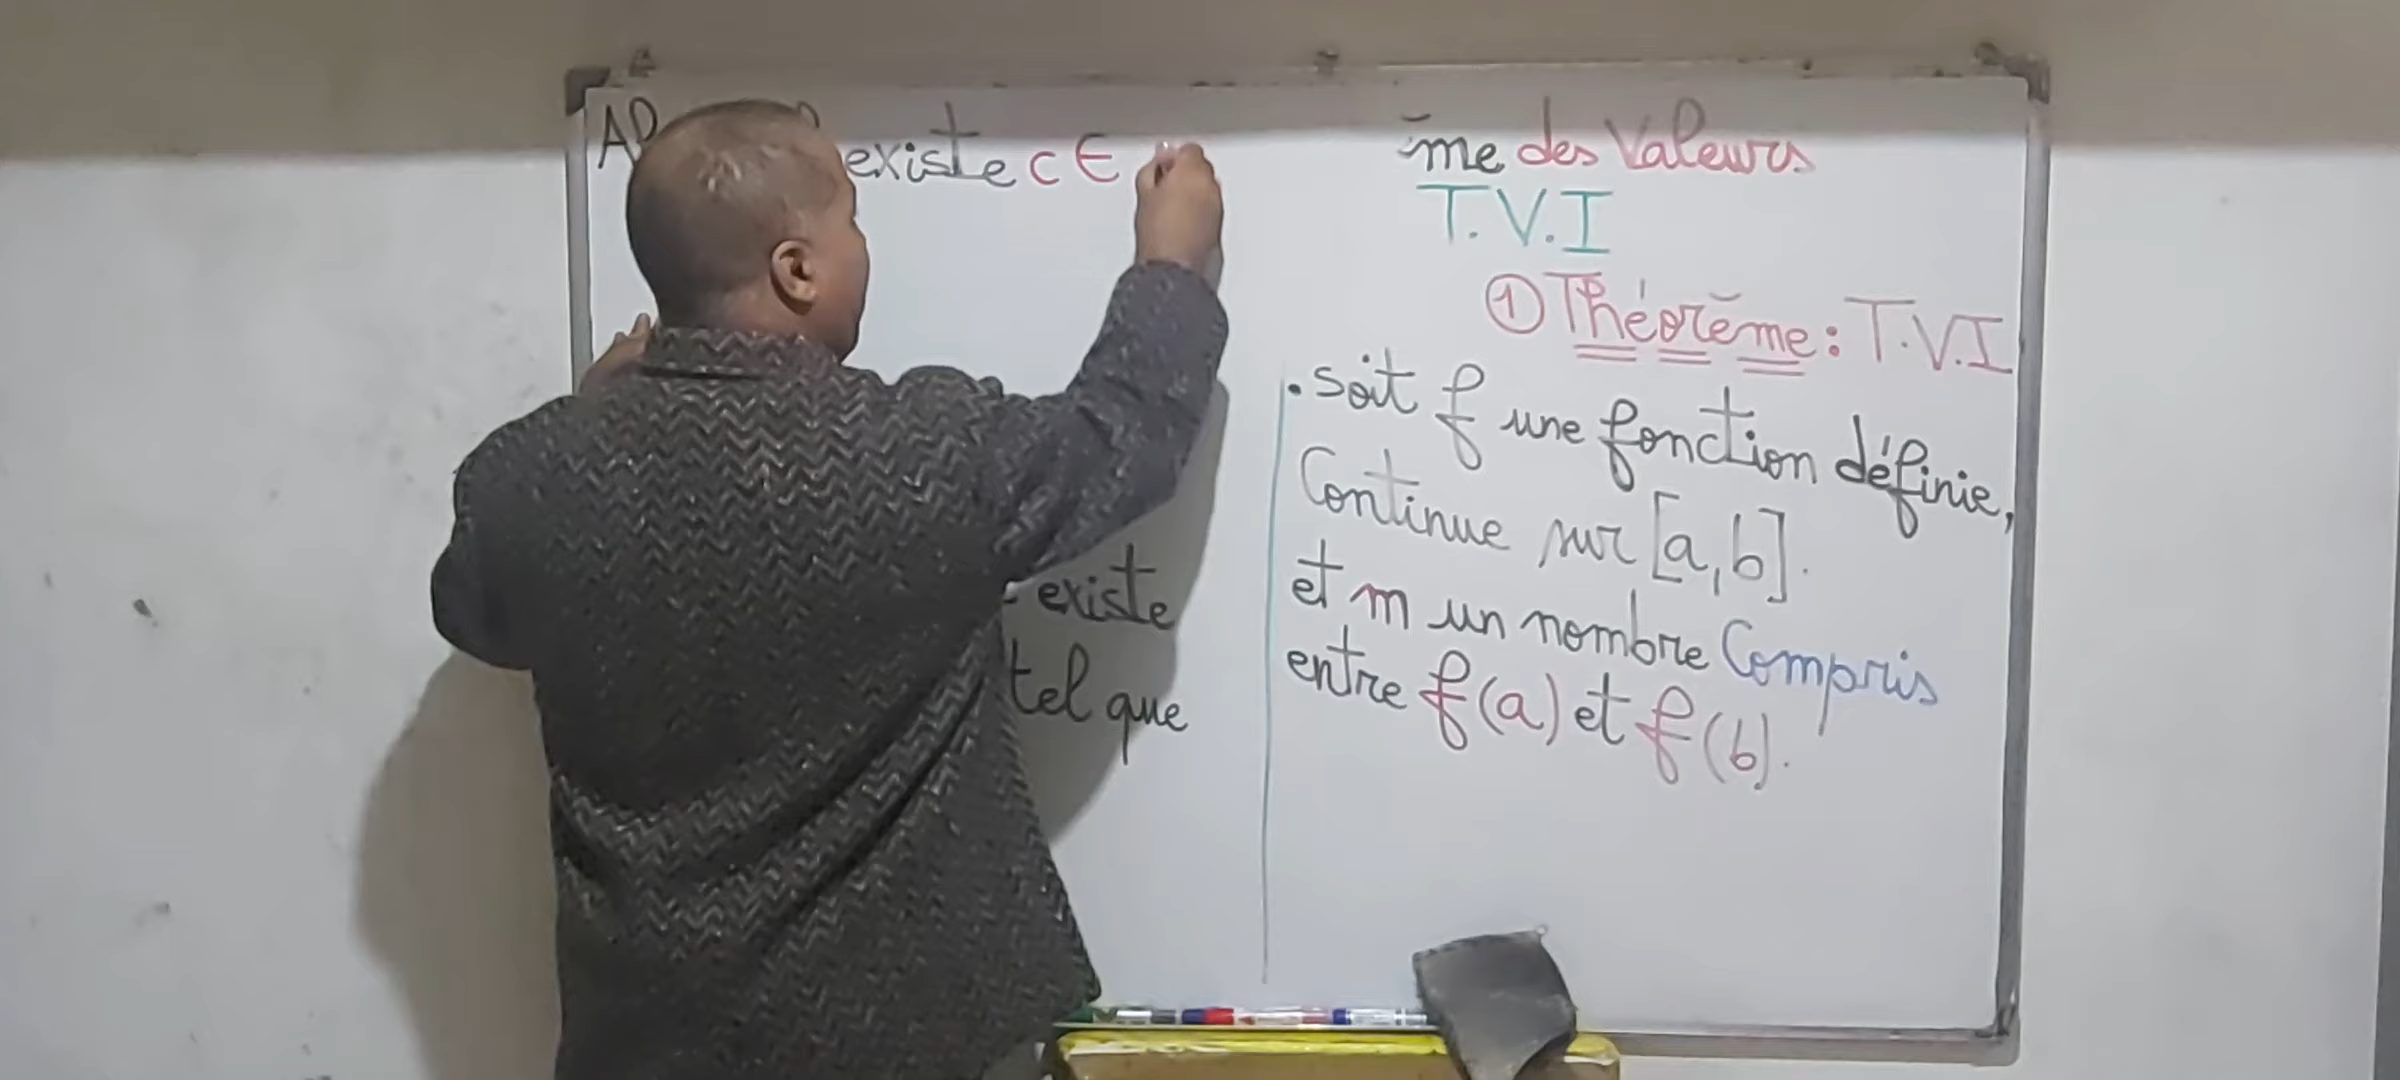 existe c ∈
existe
tel que
me des Valeurs
T.V.I
① Théorème : T.V.I
. soit f une fonction définie,
Continue sur [a,b].
et m un nombre Compris
entre f(a) et f(b).